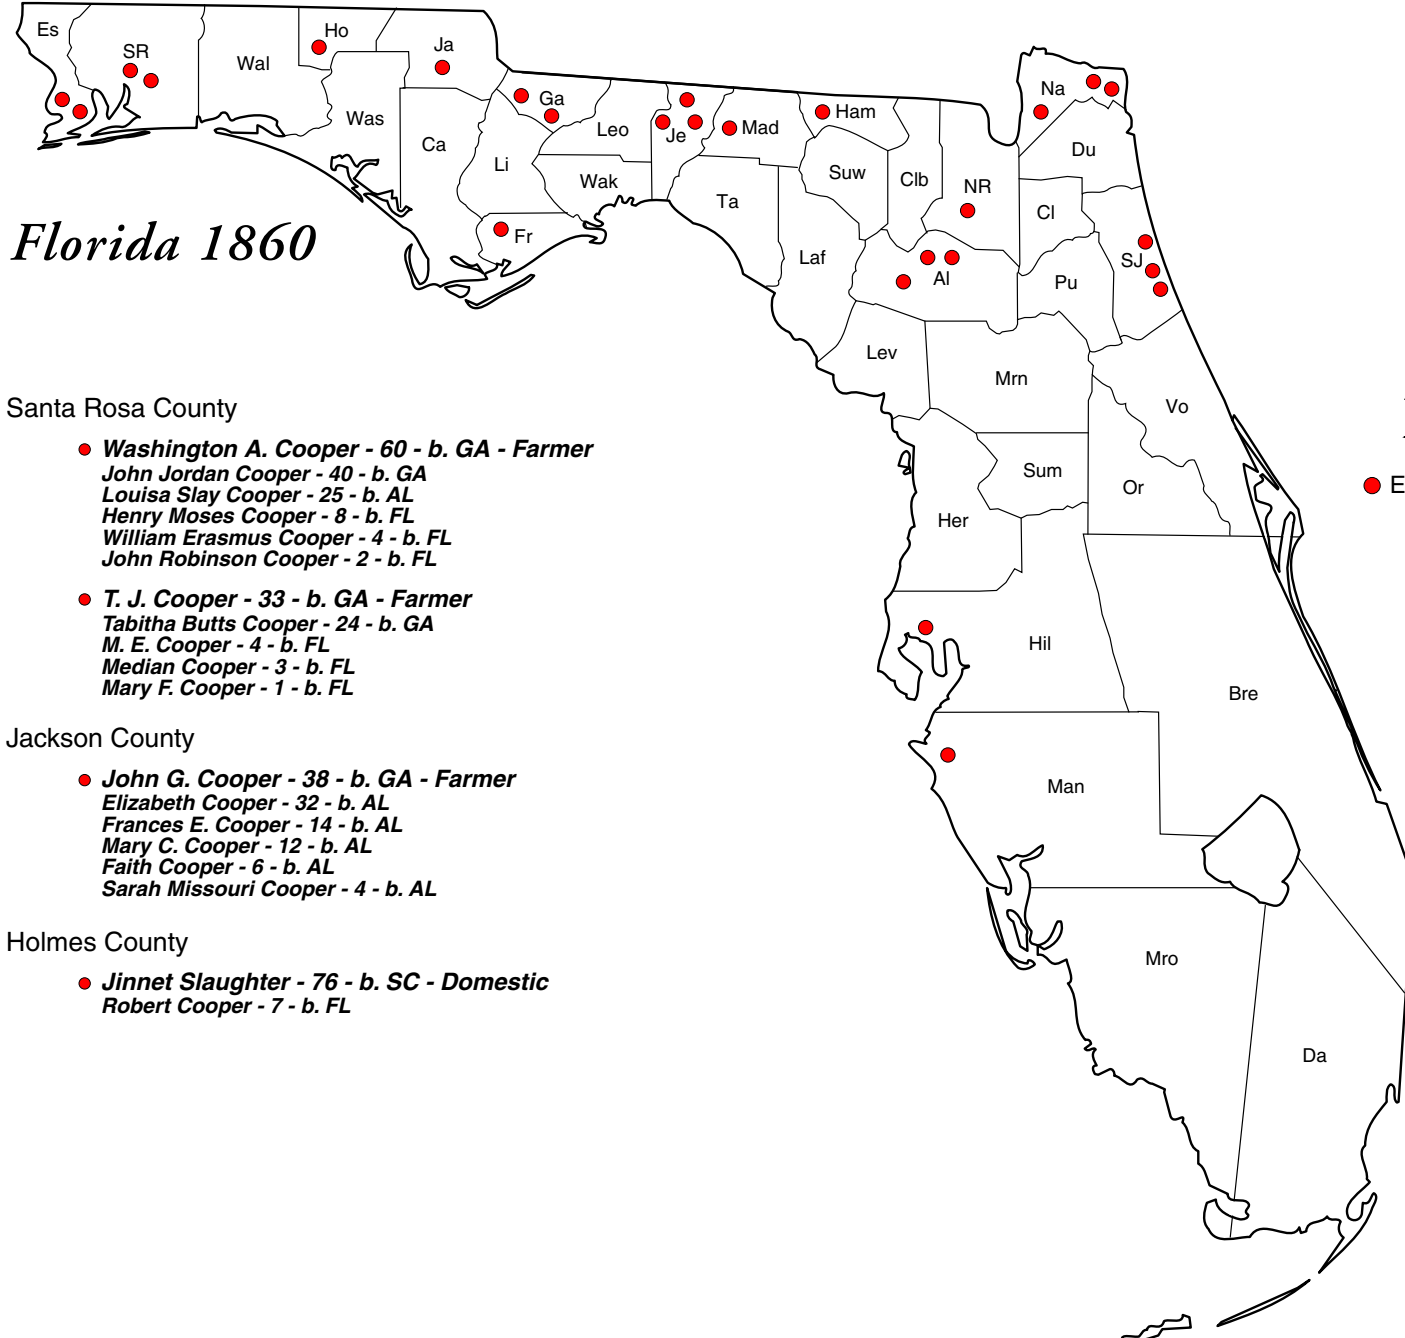 Es
SR
Wal
Ho
Ja
Was
Ca
Ga
Li
Leo
Wak
Fr
Je
Mad
Ta
Ham
Suw
Laf
Clb
NR
Al
Lev
Na
Du
Cl
Pu
SJ
Mrn
Vo
Sum
Or
Her
Hil
Bre
Man
Mro
Da
Florida 1860
Santa Rosa County
Washington A. Cooper - 60 - b. GA - Farmer
John Jordan Cooper - 40 - b. GA
Louisa Slay Cooper - 25 - b. AL
Henry Moses Cooper - 8 - b. FL
William Erasmus Cooper - 4 - b. FL
John Robinson Cooper - 2 - b. FL
T. J. Cooper - 33 - b. GA - Farmer
Tabitha Butts Cooper - 24 - b. GA
M. E. Cooper - 4 - b. FL
Median Cooper - 3 - b. FL
Mary F. Cooper - 1 - b. FL
Jackson County
John G. Cooper - 38 - b. GA - Farmer
Elizabeth Cooper - 32 - b. AL
Frances E. Cooper - 14 - b. AL
Mary C. Cooper - 12 - b. AL
Faith Cooper - 6 - b. AL
Sarah Missouri Cooper - 4 - b. AL
Holmes County
Jinnet Slaughter - 76 - b. SC - Domestic
Robert Cooper - 7 - b. FL
E